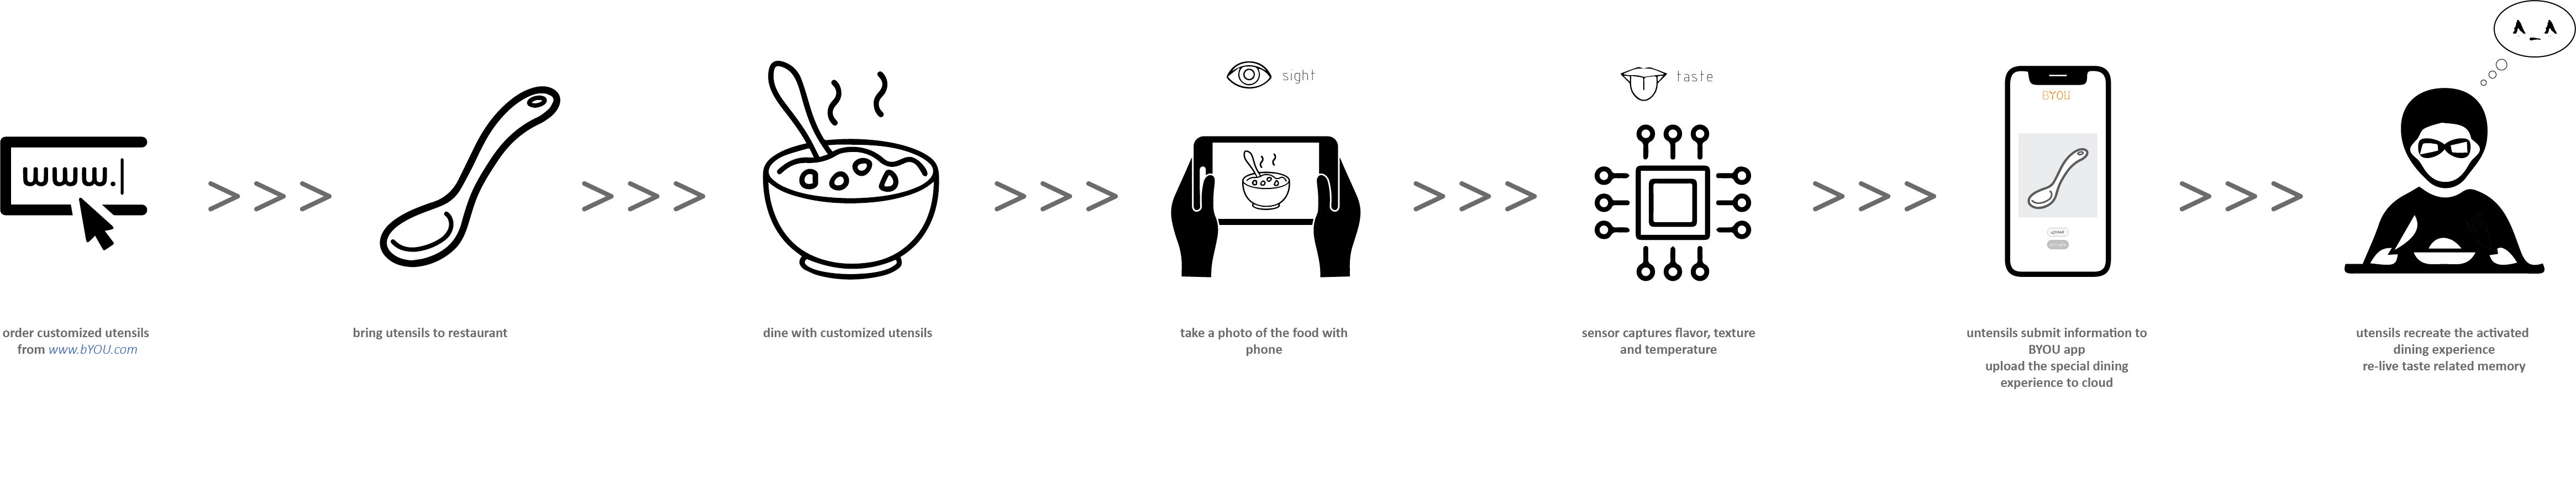 www.
order customized utensils
from www.bYOU.com
bring utensils to restaurant
dine with customized utensils
sight
take a photo of the food with
phone
taste
sensor captures flavor, texture
and temperature
BYOU
untensils submit information to
BYOU app
upload the special dining
experience to cloud
utensils recreate the activated
dining experience
re-live taste related memory